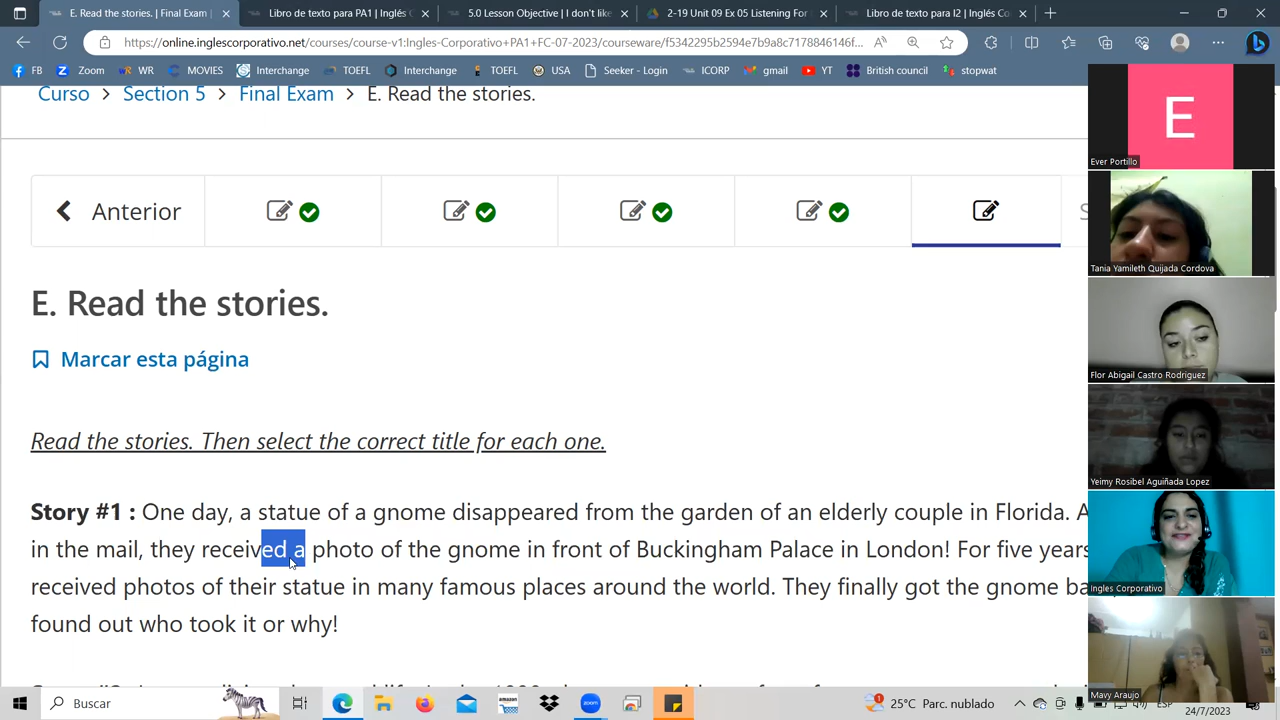 E. Read the stories. | Final Exam
Libro de texto para PA1 | Inglés C
5.0 Lesson Objective | I don't like
2-19 Unit 09 Ex 05 Listening For
Libro de texto para I2 | Inglés Co
https://online.inglescorporativo.net/courses/course-v1:Ingles-Corporativo+PA1+FC-07-2023/courseware/f5342295b2594e7b9a8c7178846146f...
FB Zoom WR MOVIES Interchange TOEFL Interchange TOEFL USA Seeker - Login ICORP gmail YT British council stopwat
Curso > Section 5 > Final Exam > E. Read the stories.
Anterior
E. Read the stories.
Marcar esta página
Read the stories. Then select the correct title for each one.
Story #1 : One day, a statue of a gnome disappeared from the garden of an elderly couple in Florida. A
in the mail, they received a photo of the gnome in front of Buckingham Palace in London! For five years
received photos of their statue in many famous places around the world. They finally got the gnome ba
found out who took it or why!
E
Ever Portillo
Tania Yamileth Quijada Cordova
Flor Abigail Castro Rodriguez
Yeimy Rosibel Aguiñada Lopez
Ingles Corporativo
Mavy Araujo
Buscar
zoom
1
25°C Parc. nublado
ESP
24/7/2023